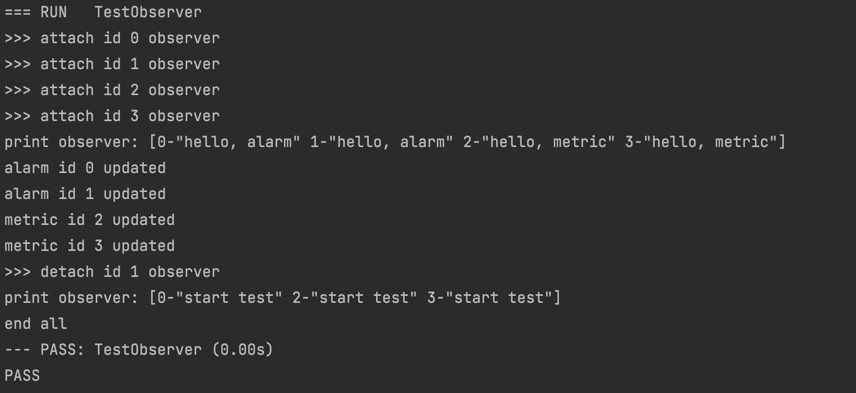 === RUN   TestObserver
>>> attach id 0 observer
>>> attach id 1 observer
>>> attach id 2 observer
>>> attach id 3 observer
print observer: [0-"hello, alarm" 1-"hello, alarm" 2-"hello, metric" 3-"hello, metric"]
alarm id 0 updated
alarm id 1 updated
metric id 2 updated
metric id 3 updated
>>> detach id 1 observer
print observer: [0-"start test" 2-"start test" 3-"start test"]
end all
--- PASS: TestObserver (0.00s)
PASS